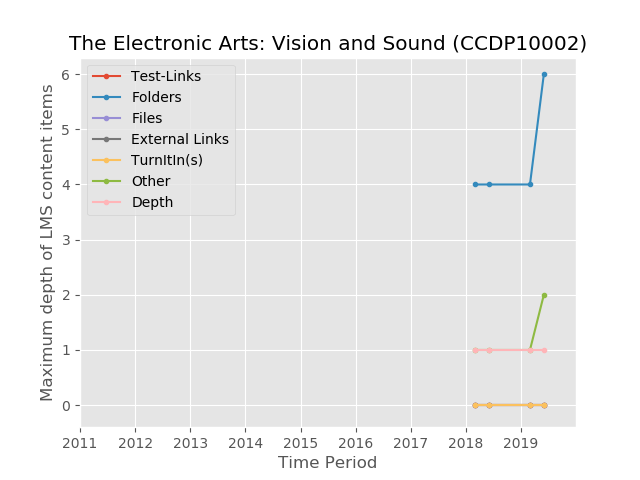 The Electronic Arts: Vision and Sound (CCDP10002)
Test-Links
Folders
Files
External Links
TurnItIn(s)
Other
Depth
Maximum depth of LMS content items
6
5
4
3
2
1
0
2011 2012 2013 2014 2015 2016 2017 2018 2019
Time Period